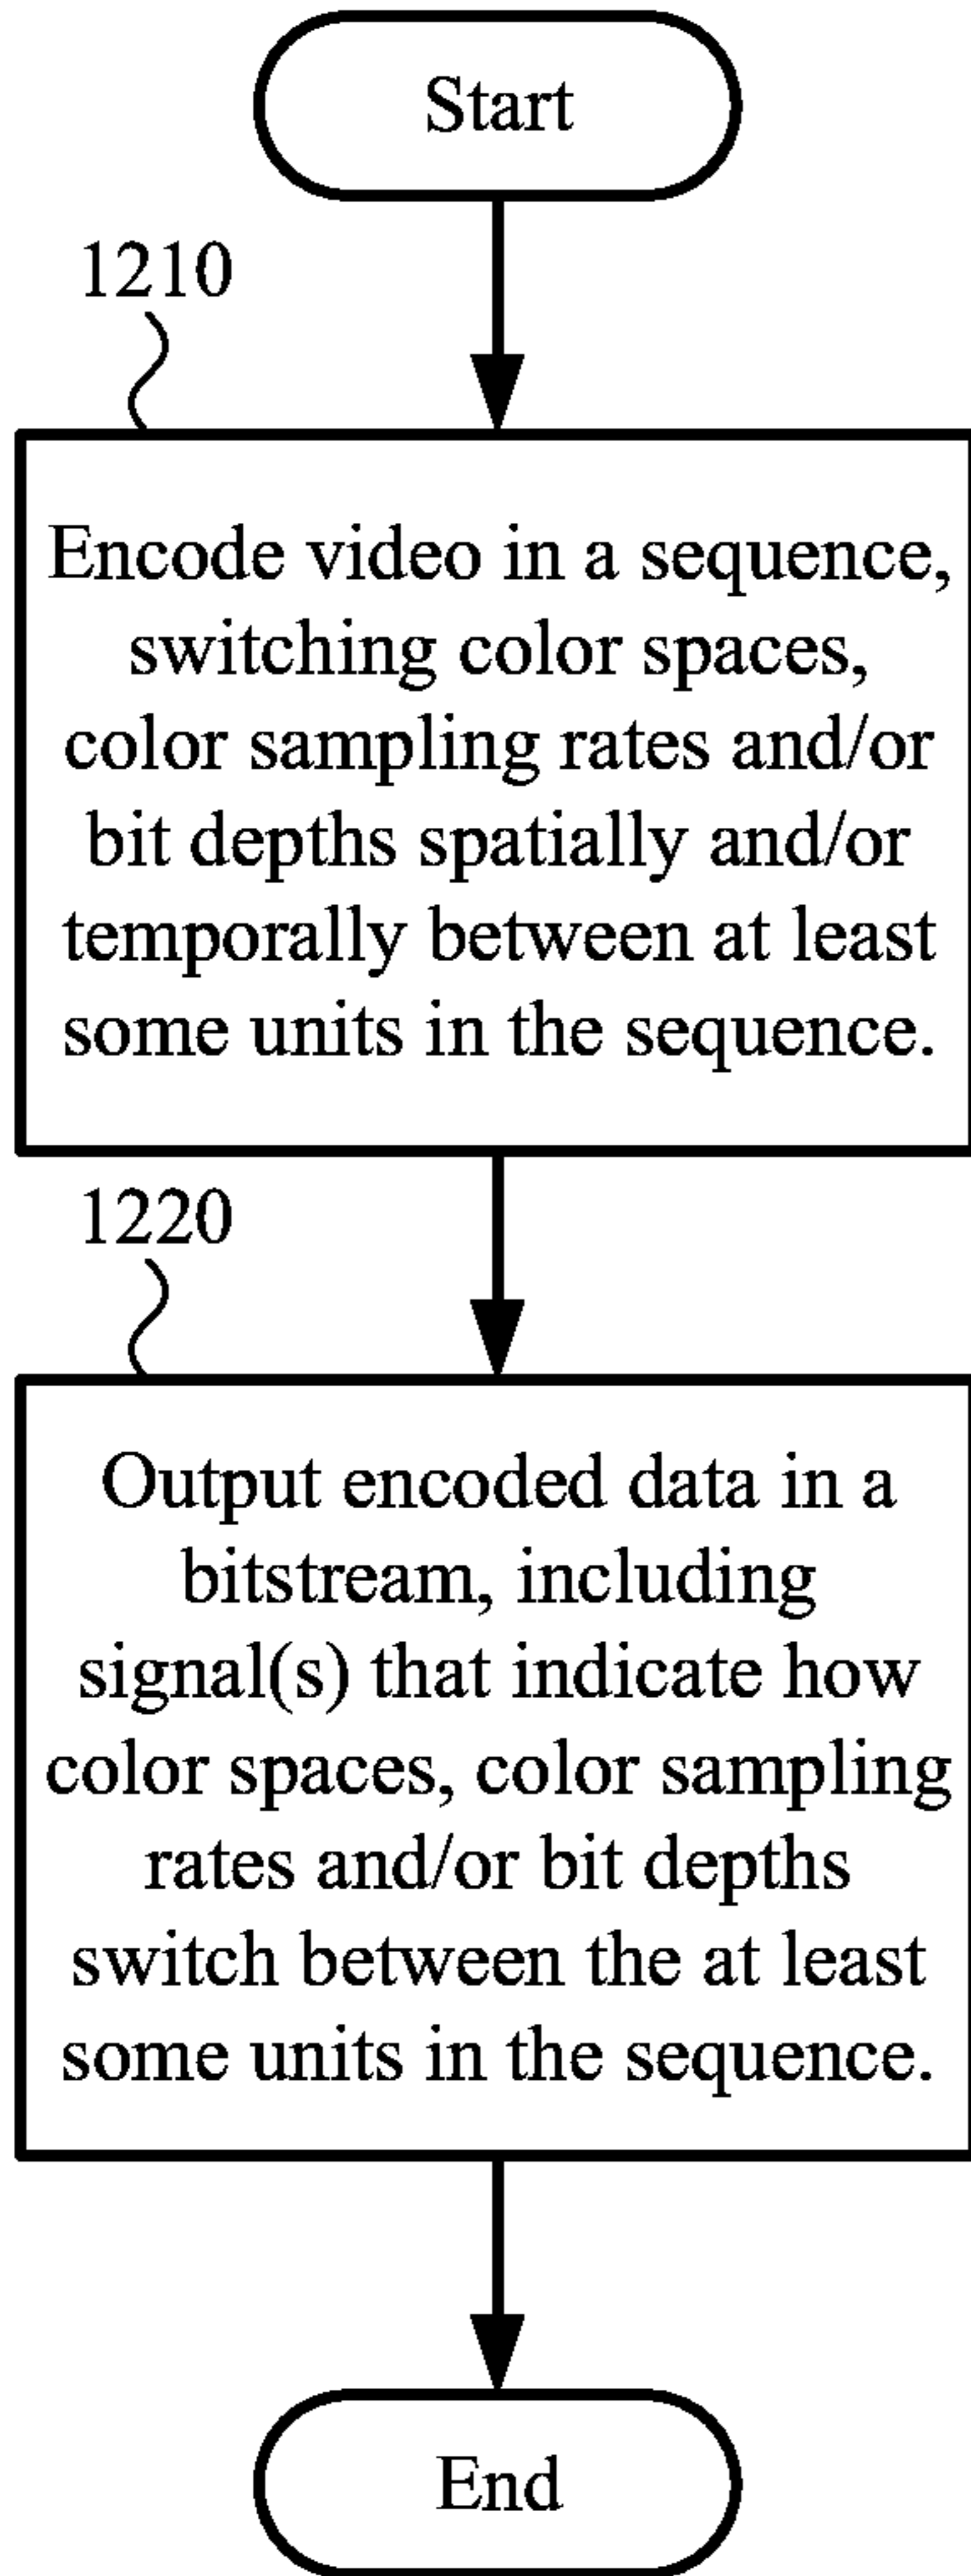 Start
1210
Encode video in a sequence,
switching color spaces,
color sampling rates and/or
bit depths spatially and/or
temporally between at least
some units in the sequence.
1220
Output encoded data in a
bitstream, including
signal(s) that indicate how
color spaces, color sampling
rates and/or bit depths
switch between the at least
some units in the sequence.
End